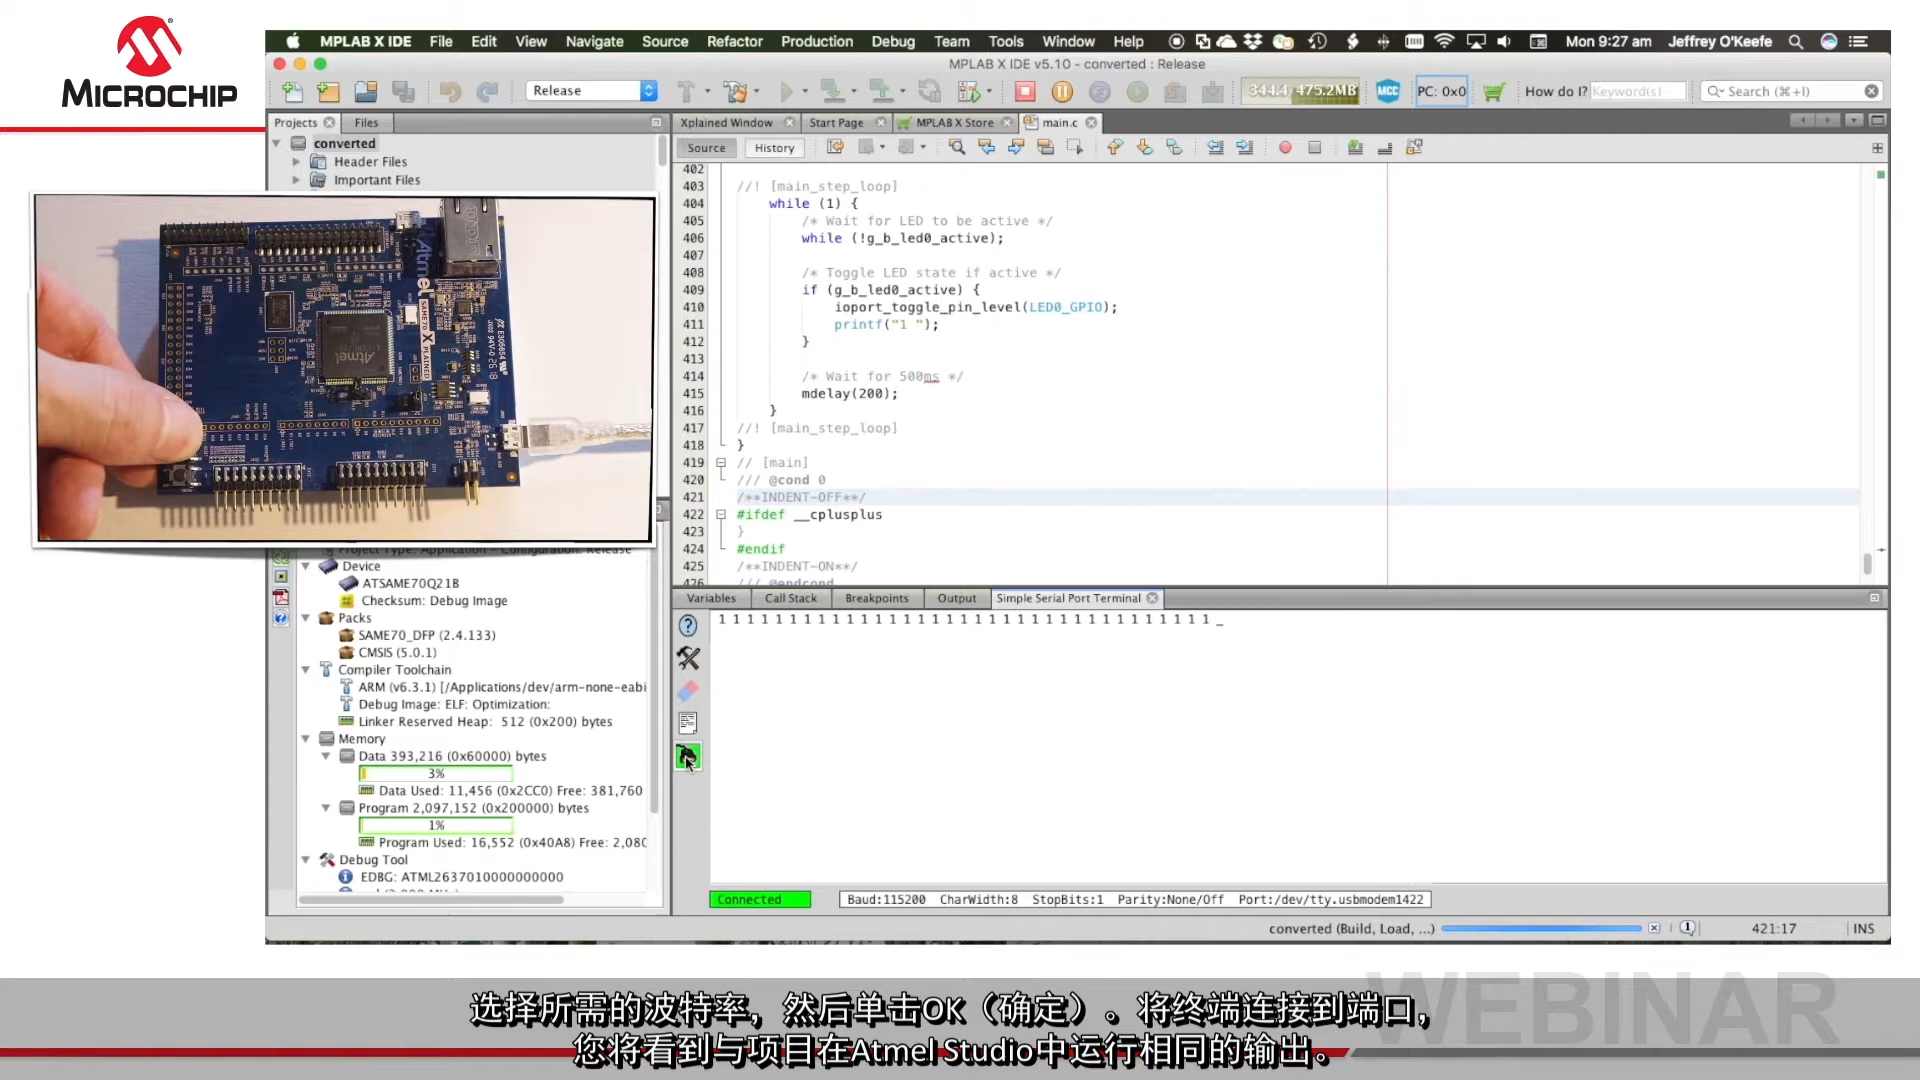 MICROCHIP
MPLAB X IDE File Edit View Navigate Source Refactor Production Debug Team Tools Window Help Mon 9:27 am Jeffrey O'Keefe
MPLAB X IDE v5.10 - converted : Release
Release 344.4/475.2MB MCC PC: 0x0 How do I? Keyword(s) Search (⌘+I)
Projects Files
Xplained Window Start Page MPLAB X Store main.c
Source History
converted
Header Files
Important Files
Atmel
SAME70 XPLAINED
Atmel
402
403 //! [main_step_loop]
404 while (1) {
405 /* Wait for LED to be active */
406 while (!g_b_led0_active);
407
408 /* Toggle LED state if active */
409 if (g_b_led0_active) {
410 ioport_toggle_pin_level(LED0_GPIO);
411 printf("1 ");
412 }
413
414 /* Wait for 500ms */
415 mdelay(200);
416 }
417 //! [main_step_loop]
418 }
419 // [main]
420 /// @cond 0
421 /**INDENT-OFF**/
422 #ifdef __cplusplus
423 }
424 #endif
425 /**INDENT-ON**/
426 /// @endcond
Project Type: Application - Configuration: Release
Device
ATSAME70Q21B
Checksum: Debug Image
Packs
SAME70_DFP (2.4.133)
CMSIS (5.0.1)
Compiler Toolchain
ARM (v6.3.1) [/Applications/dev/arm-none-eabi
Debug Image: ELF: Optimization:
Linker Reserved Heap: 512 (0x200) bytes
Memory
Data 393,216 (0x60000) bytes
3%
Data Used: 11,456 (0x2CC0) Free: 381,760
Program 2,097,152 (0x200000) bytes
1%
Program Used: 16,552 (0x40A8) Free: 2,080
Debug Tool
EDBG: ATML2637010000000000
Variables Call Stack Breakpoints Output Simple Serial Port Terminal
1 1 1 1 1 1 1 1 1 1 1 1 1 1 1 1 1 1 1 1 1 1 1 1 1 1 1 1 1 1 1 1 1 1 1 _
Connected Baud:115200 CharWidth:8 StopBits:1 Parity:None/Off Port:/dev/tty.usbmodem1422
converted (Build, Load, ...) 421:17 INS
WEBINAR
选择所需的波特率，然后单击OK（确定）。将终端连接到端口，
您将看到与项目在Atmel Studio中运行相同的输出。